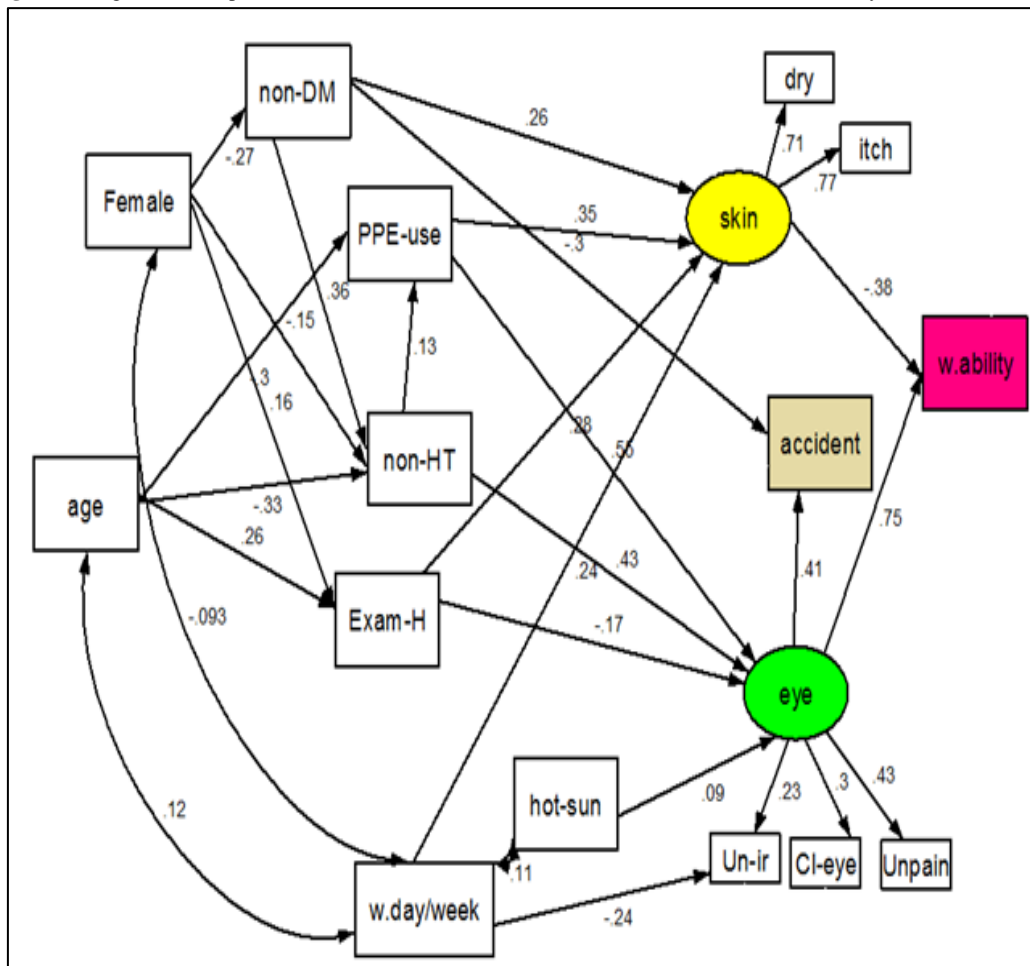 dry
non-DM
.26
.71
itch
-.27
.77
Female
skin
.35
PPE-use
-.3
.36
-.38
-.15
.13
w.ability
.3
.16
.28
.55
accident
non-HT
age
-.33
.75
.26
.24
.43
.41
Exam-H
-.093
-.17
eye
hot-sun
.09
.23
.3
.43
.12
Un-ir
Cl-eye
Unpain
.11
w.day/week
-.24